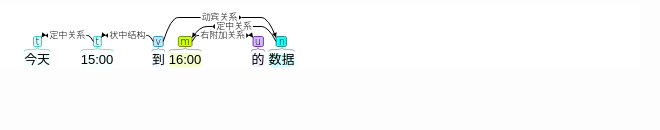 动宾关系
定中关系
定中关系 状中结构 右附加关系
t t v m u n
今天 15:00 到 16:00 的 数据